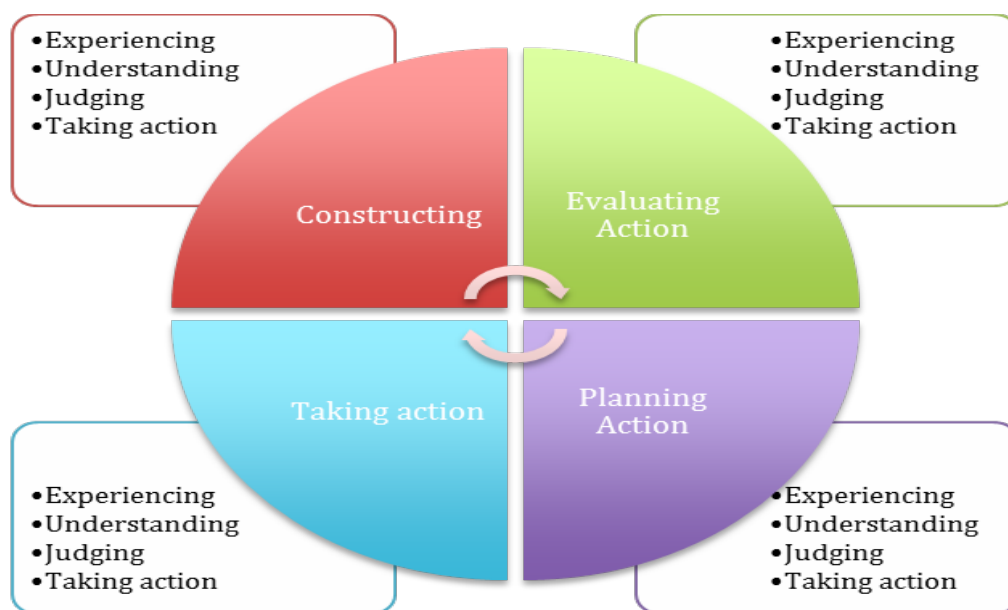 •Experiencing
•Understanding
•Judging
•Taking action
•Experiencing
•Understanding
•Judging
•Taking action
Constructing
Evaluating
Action
Taking action
Planning
Action
•Experiencing
•Understanding
•Judging
•Taking action
•Experiencing
•Understanding
•Judging
•Taking action